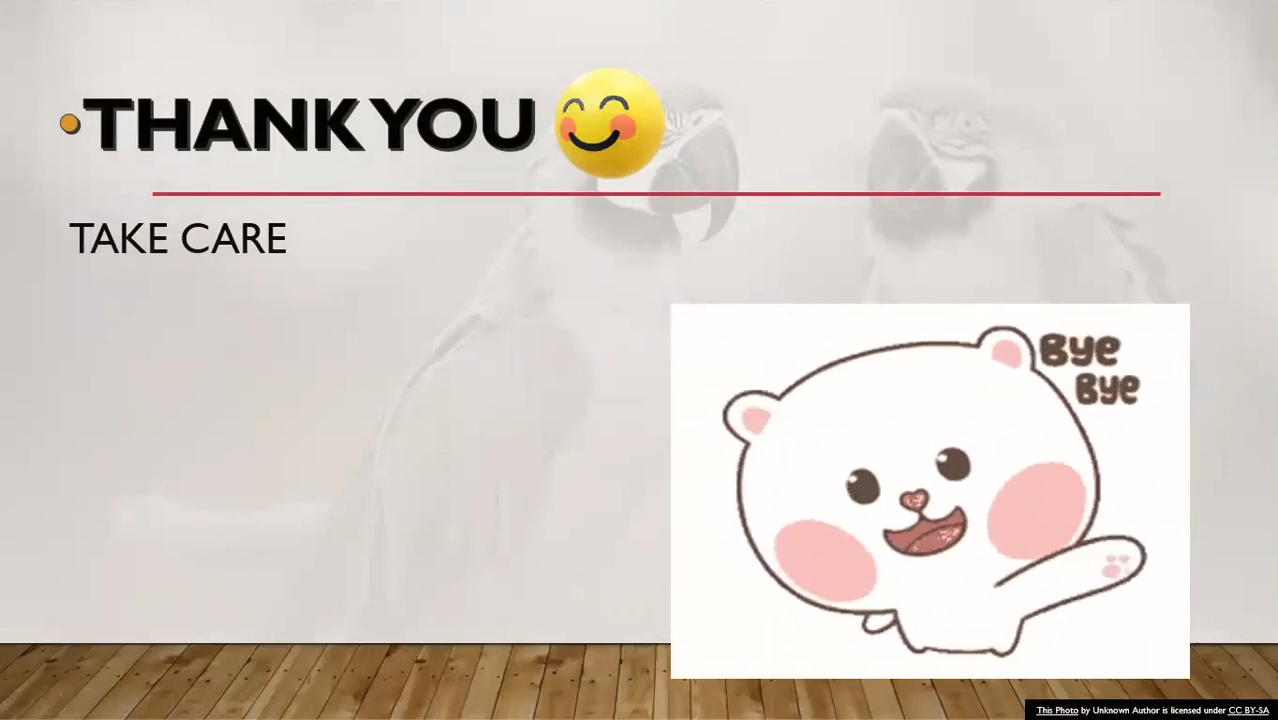 THANK YOU 😊
TAKE CARE
Bye
Bye
This Photo by Unknown Author is licensed under CC BY-SA